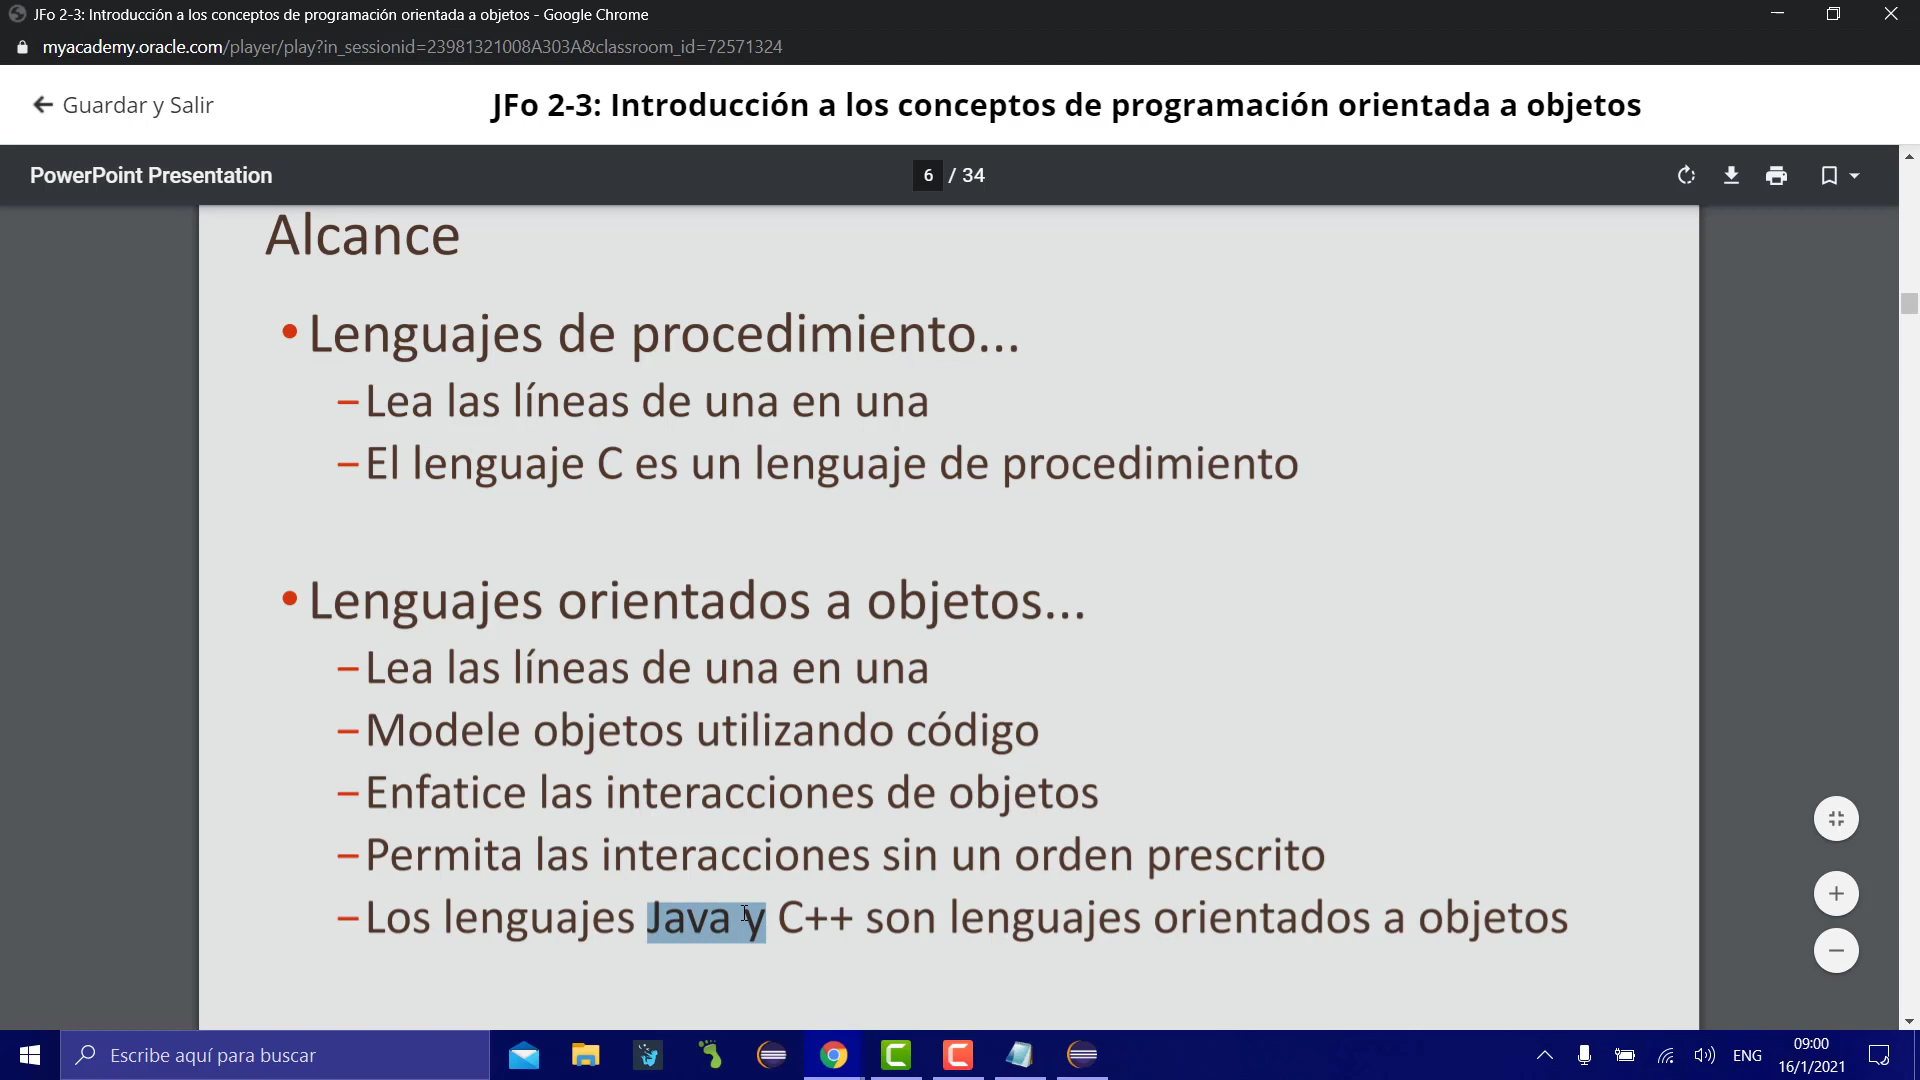 JFo 2-3: Introducción a los conceptos de programación orientada a objetos - Google Chrome
myacademy.oracle.com/player/play?in_sessionid=23981321008A303A&classroom_id=72571324
Guardar y Salir
JFo 2-3: Introducción a los conceptos de programación orientada a objetos
PowerPoint Presentation
6 / 34
Alcance
•Lenguajes de procedimiento...
–Lea las líneas de una en una
–El lenguaje C es un lenguaje de procedimiento
•Lenguajes orientados a objetos...
–Lea las líneas de una en una
–Modele objetos utilizando código
–Enfatice las interacciones de objetos
–Permita las interacciones sin un orden prescrito
–Los lenguajes Java y C++ son lenguajes orientados a objetos
Escribe aquí para buscar
ENG
09:00
16/1/2021